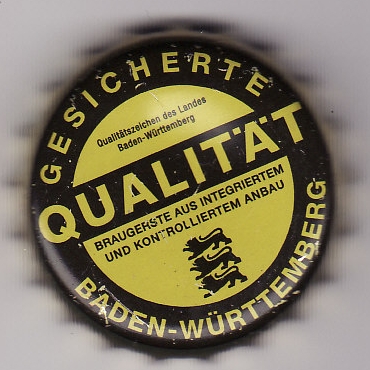 GESICHERTE
Qualitätszeichen des Landes
Baden-Württemberg
QUALITÄT
BRAUGERSTE AUS INTEGRIERTEM
UND KONTROLLIERTEM ANBAU
BADEN-WÜRTTEMBERG